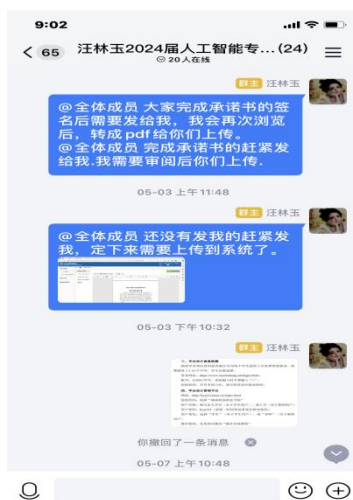 9:02
65
汪林玉2024届人工智能专...(24)
20人在线
群主 汪林玉
@全体成员 大家完成承诺书的签
名后需要发给我，我会再次浏览
后，转成pdf给你们上传。
@全体成员 完成承诺书的赶紧发
给我.我需要审阅后你们上传.
05-03 上午11:48
群主 汪林玉
@全体成员 还没有发我的赶紧发
我，定下来需要上传到系统了。
05-03 下午10:32
群主 汪林玉
你撤回了一条消息
05-07 上午10:48